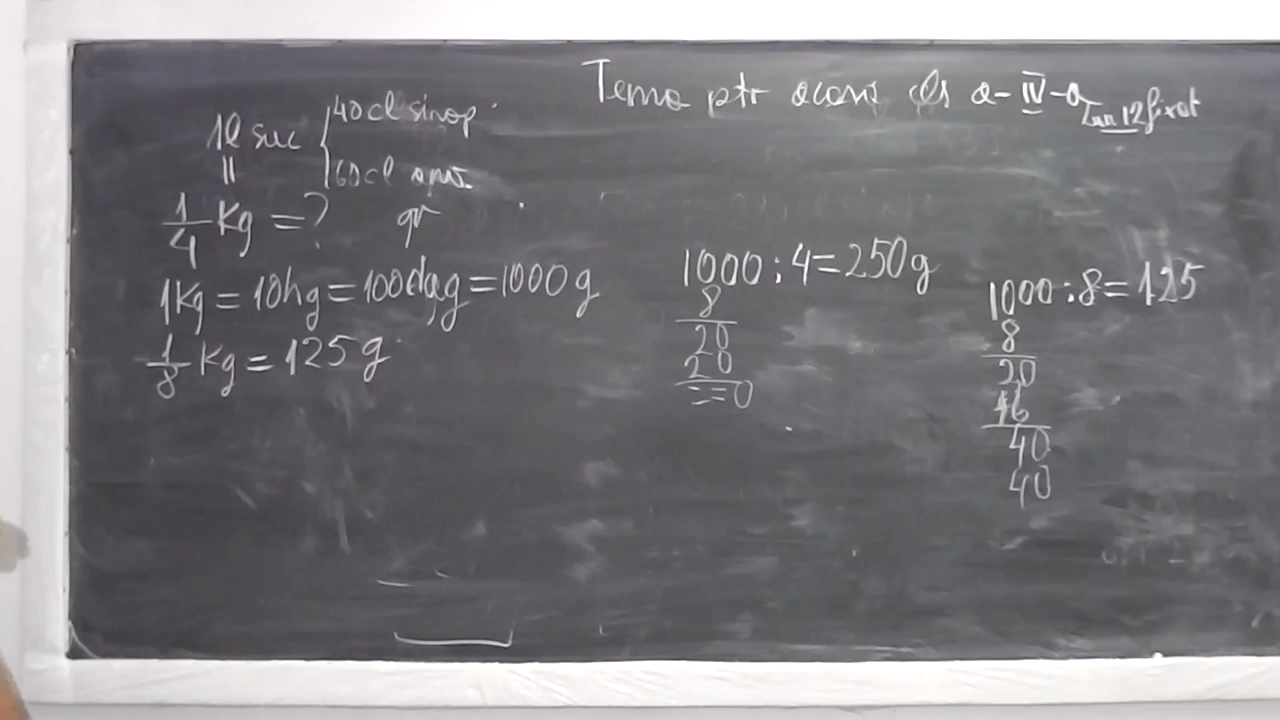 Tema ptr acasă cls a-IV-a
1l suc
40cl sirop
60cl apă
1/4 Kg = ? gr
1Kg = 10hg = 100dag = 1000g
1/8 Kg = 125g
1000 : 4 = 250g
8
20
20
==0
1000 : 8 = 125
8
20
16
40
40